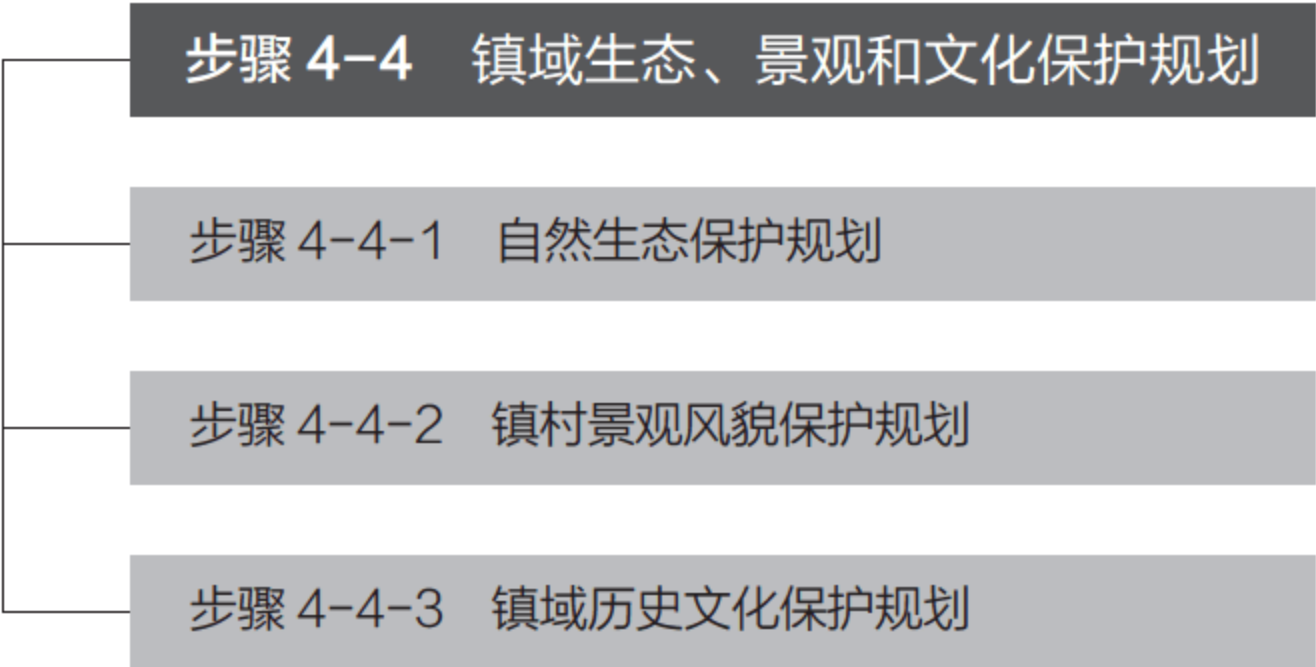 步骤 4-4 镇域生态、景观和文化保护规划
步骤 4-4-1 自然生态保护规划
步骤 4-4-2 镇村景观风貌保护规划
步骤 4-4-3 镇域历史文化保护规划